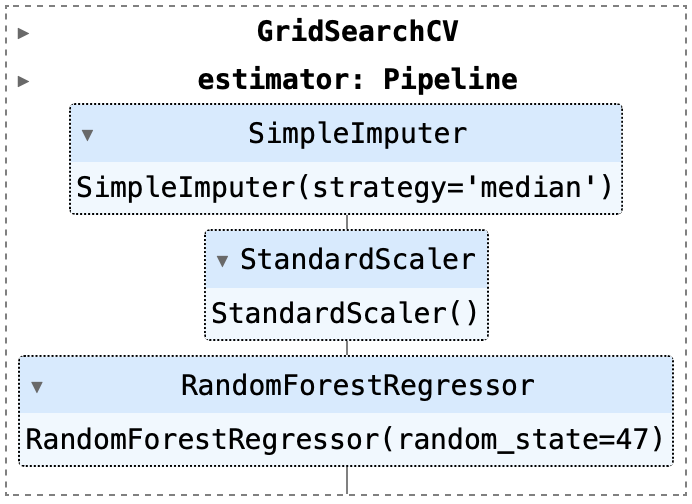 GridSearchCV
estimator: Pipeline
SimpleImputer
SimpleImputer(strategy='median')
StandardScaler
StandardScaler()
RandomForestRegressor
RandomForestRegressor(random_state=47)